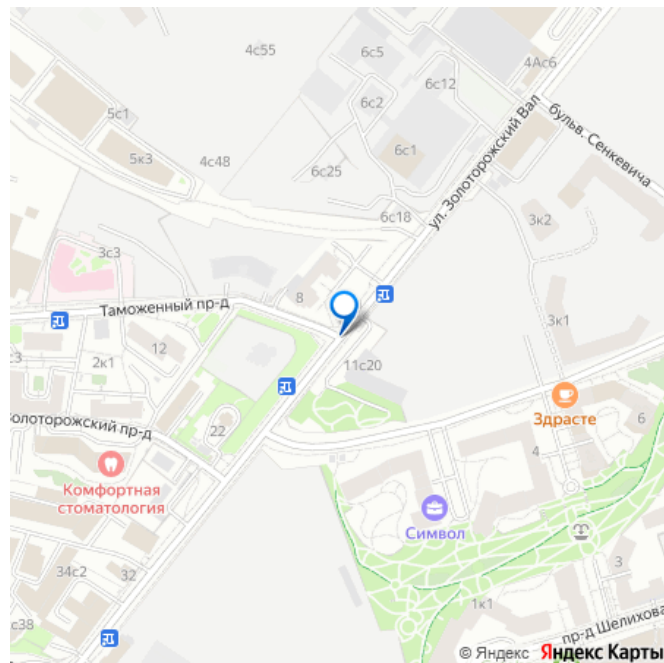 4с55
6с5
4Ас6
6с12
5с1
6с2
бульв. Сенкевича
ул. Золоторожский Вал
5к3
4с48
6с1
6с25
6с18
3к2
3с3
8
Таможенный пр-д
3к1
12
с3
2к1
11с20
Здрасте
6
олоторожский пр-д
22
4
Комфортная
стоматология
Символ
34с2
32
3
1к1
с38
пр-д Шелихова
© Яндекс Яндекс Карты